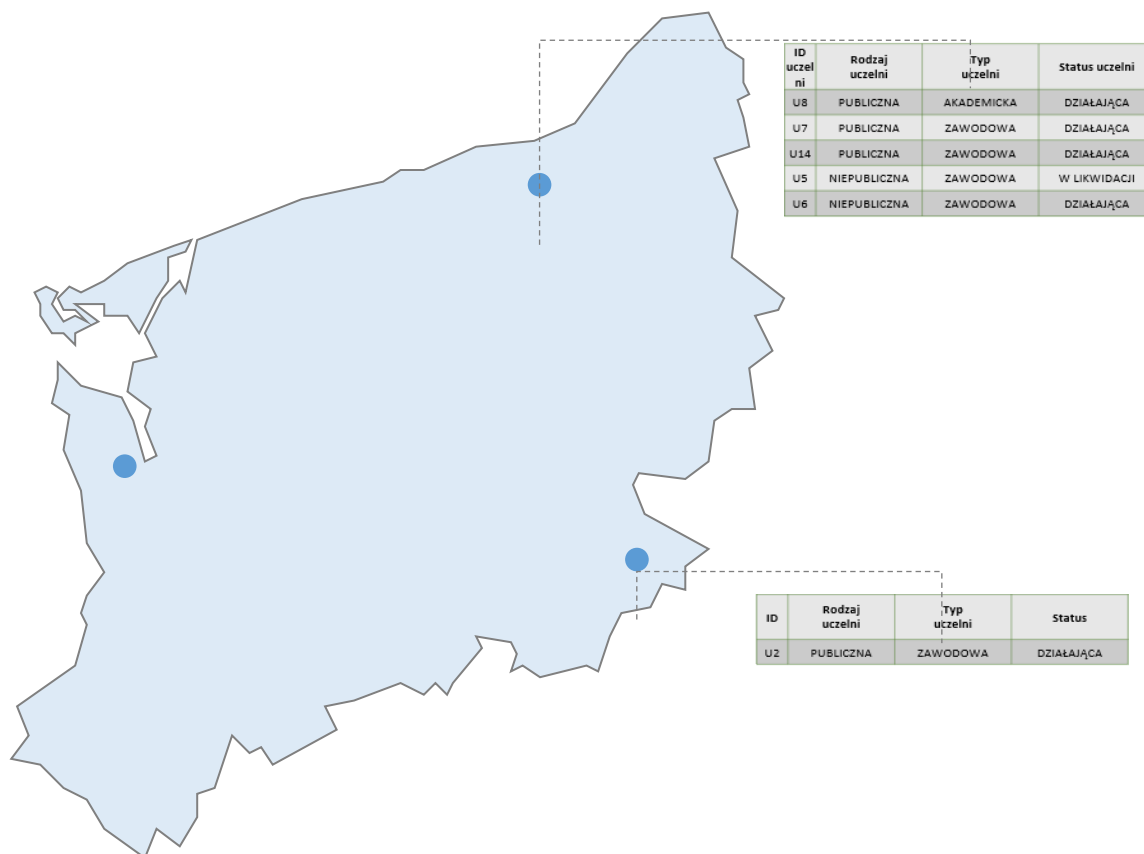 ID uczel ni Rodzaj uczelni Typ uczelni Status uczelni
U8 PUBLICZNA AKADEMICKA DZIAŁAJĄCA
U7 PUBLICZNA ZAWODOWA DZIAŁAJĄCA
U14 PUBLICZNA ZAWODOWA DZIAŁAJĄCA
U5 NIEPUBLICZNA ZAWODOWA W LIKWIDACJI
U6 NIEPUBLICZNA ZAWODOWA DZIAŁAJĄCA
ID Rodzaj uczelni Typ uczelni Status
U2 PUBLICZNA ZAWODOWA DZIAŁAJĄCA